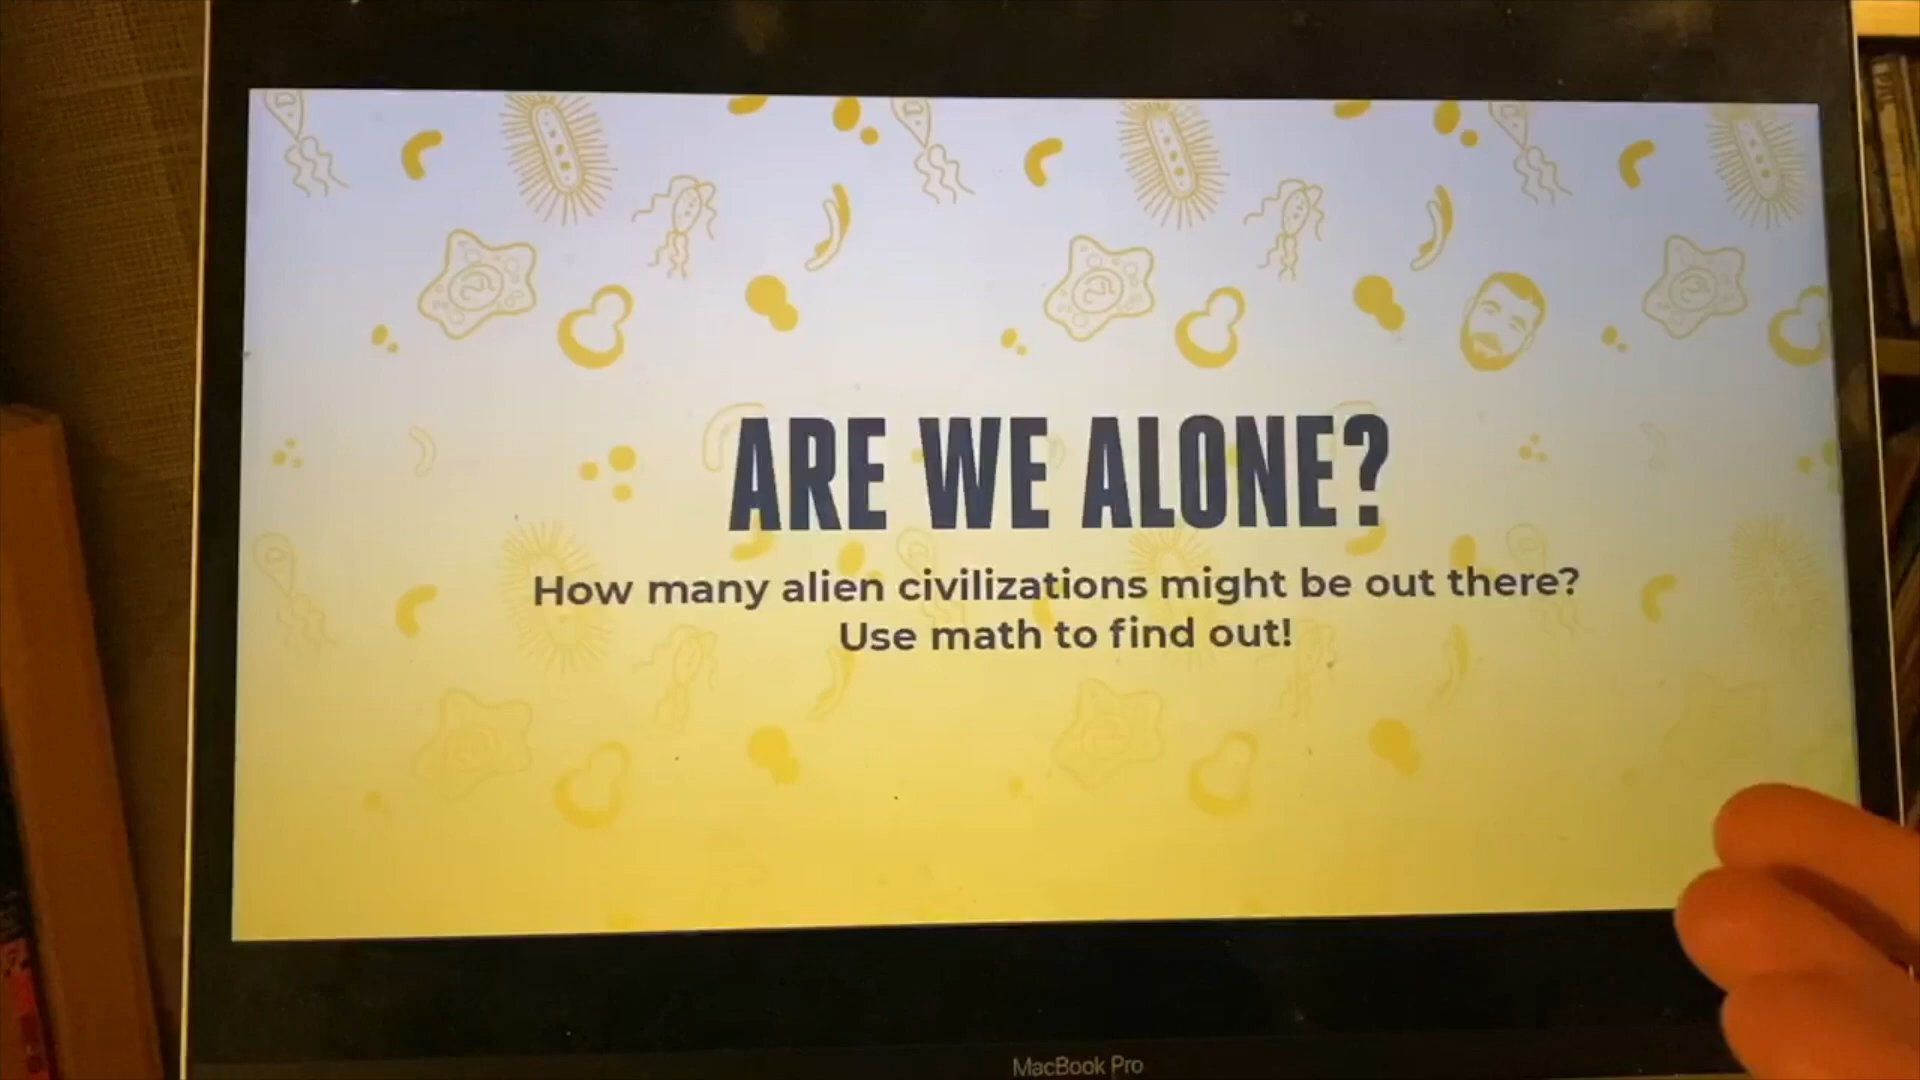 ARE WE ALONE?
How many alien civilizations might be out there?
Use math to find out!
MacBook Pro